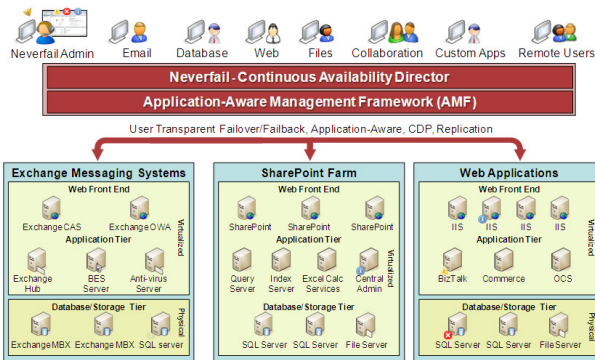 Neverfail Admin Email Database Web Files Collaboration Custom Apps Remote Users
Neverfail - Continuous Availability Director
Application-Aware Management Framework (AMF)
User Transparent Failover/Failback, Application-Aware, CDP, Replication
Exchange Messaging Systems
Web Front End
Exchange CAS Exchange OWA
Application Tier
Exchange Hub
BES Server
Anti-virus Server
Virtualized
Database/Storage Tier
Exchange MBX Exchange MBX SQL server
Physical
SharePoint Farm
Web Front End
SharePoint SharePoint SharePoint
Application Tier
Query Server
Index Server
Excel Calc Services
Central Admin
Virtualized
Database/Storage Tier
SQL Server SQL Server File Server
Web Applications
Web Front End
IIS IIS IIS IIS
Application Tier
BizTalk Commerce OCS
Virtualized
Database/Storage Tier
SQL Server SQL Server File Server
Physical